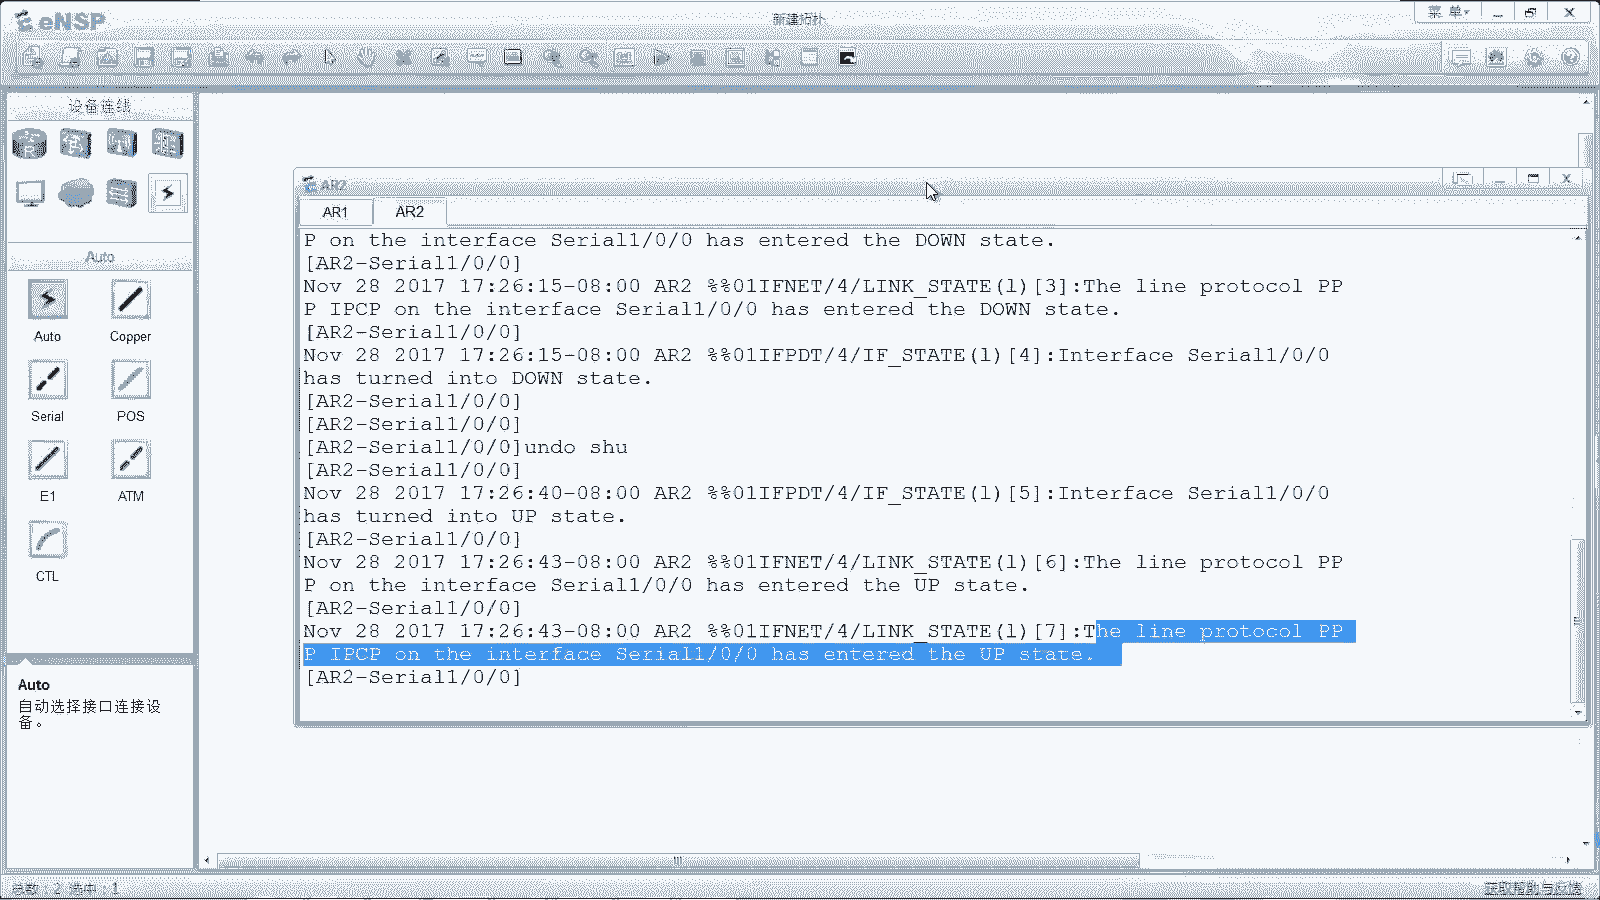 eNSP
新建拓扑
菜 单
设备连线
Auto
Auto
Copper
Serial
POS
E1
ATM
CTL
Auto
自动选择接口连接设
备。
AR2
AR1
AR2
P on the interface Serial1/0/0 has entered the DOWN state.
[AR2-Serial1/0/0]
Nov 28 2017 17:26:15-08:00 AR2 %%01IFNET/4/LINK_STATE(l)[3]:The line protocol PP
P IPCP on the interface Serial1/0/0 has entered the DOWN state.
[AR2-Serial1/0/0]
Nov 28 2017 17:26:15-08:00 AR2 %%01IFPDT/4/IF_STATE(l)[4]:Interface Serial1/0/0
has turned into DOWN state.
[AR2-Serial1/0/0]
[AR2-Serial1/0/0]
[AR2-Serial1/0/0]undo shu
[AR2-Serial1/0/0]
Nov 28 2017 17:26:40-08:00 AR2 %%01IFPDT/4/IF_STATE(l)[5]:Interface Serial1/0/0
has turned into UP state.
[AR2-Serial1/0/0]
Nov 28 2017 17:26:43-08:00 AR2 %%01IFNET/4/LINK_STATE(l)[6]:The line protocol PP
P on the interface Serial1/0/0 has entered the UP state.
[AR2-Serial1/0/0]
Nov 28 2017 17:26:43-08:00 AR2 %%01IFNET/4/LINK_STATE(l)[7]:The line protocol PP
P IPCP on the interface Serial1/0/0 has entered the UP state.
[AR2-Serial1/0/0]
总数：2 选中：1
获取帮助与反馈